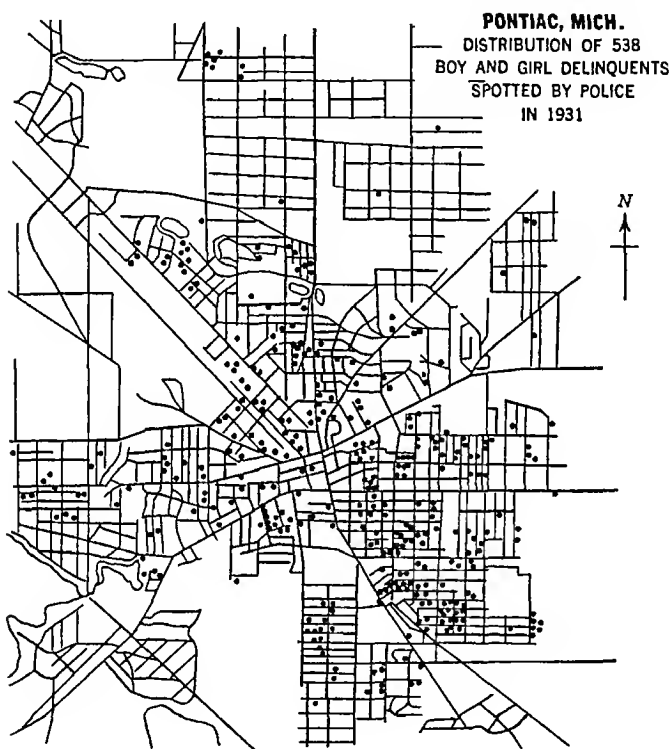 PONTIAC, MICH.
DISTRIBUTION OF 538
BOY AND GIRL DELINQUENTS
SPOTTED BY POLICE
IN 1931
N